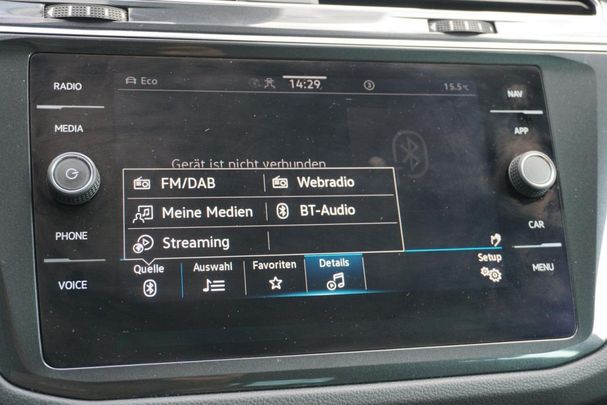 RADIO
Eco
14:29
3
15.5°C
NAV
MEDIA
APP
Gerät ist nicht verbunden
FM/DAB
Webradio
Meine Medien
BT-Audio
Streaming
PHONE
CAR
Quelle
Auswahl
Favoriten
Details
Setup
VOICE
MENU